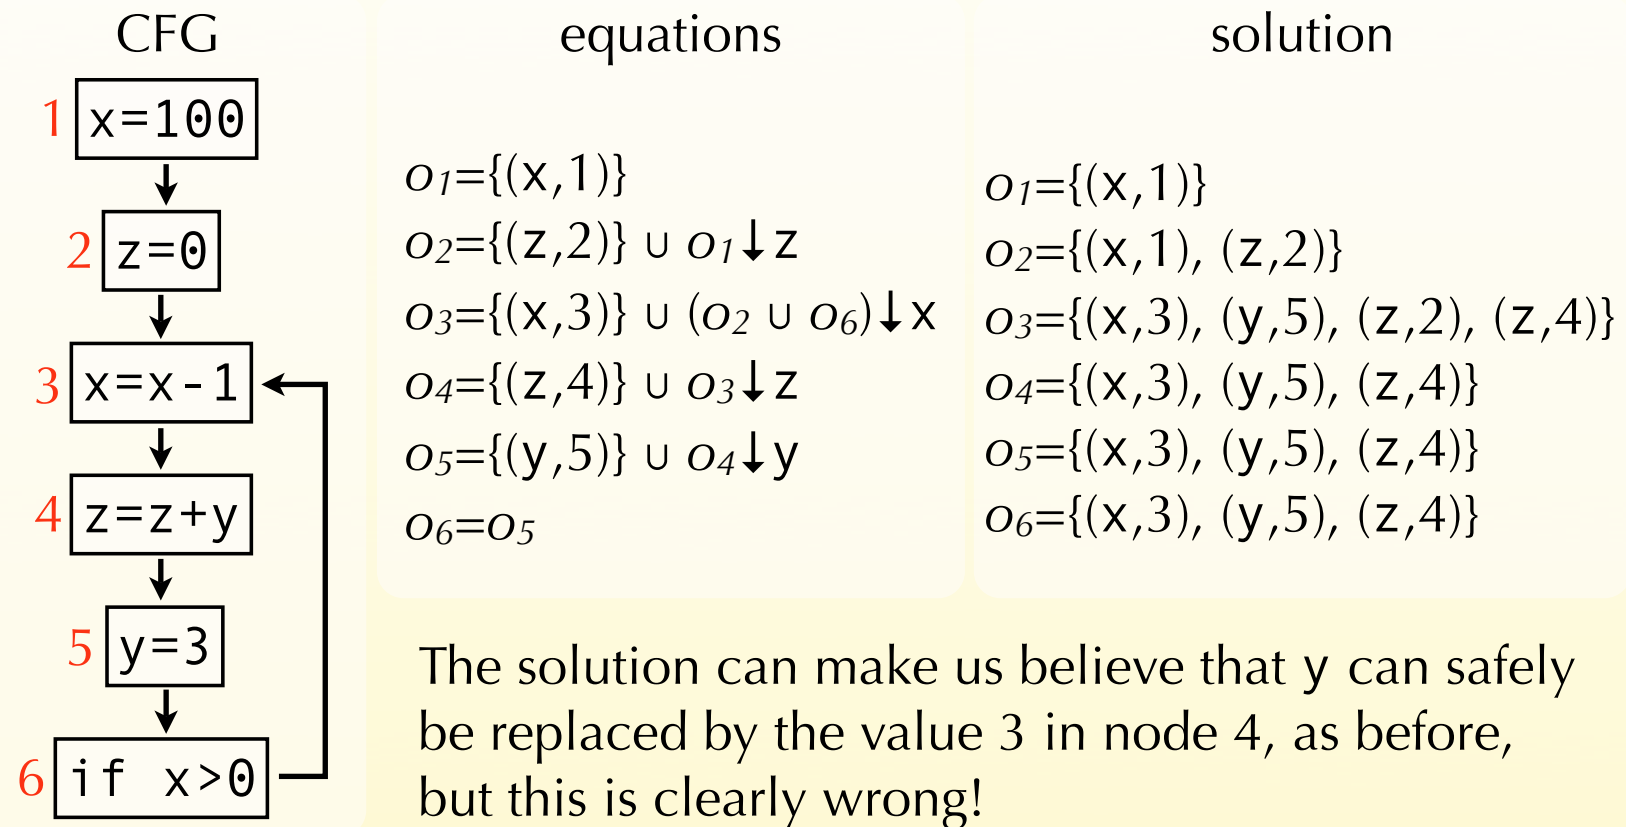 CFG
1 x=100
2 z=0
3 x=x-1
4 z=z+y
5 y=3
6 if x>0
equations
o1={(x,1)}
o2={(z,2)} ∪ o1↓z
o3={(x,3)} ∪ (o2 ∪ o6)↓x
o4={(z,4)} ∪ o3↓z
o5={(y,5)} ∪ o4↓y
o6=o5
solution
o1={(x,1)}
o2={(x,1), (z,2)}
o3={(x,3), (y,5), (z,2), (z,4)}
o4={(x,3), (y,5), (z,4)}
o5={(x,3), (y,5), (z,4)}
o6={(x,3), (y,5), (z,4)}
The solution can make us believe that y can safely
be replaced by the value 3 in node 4, as before,
but this is clearly wrong!